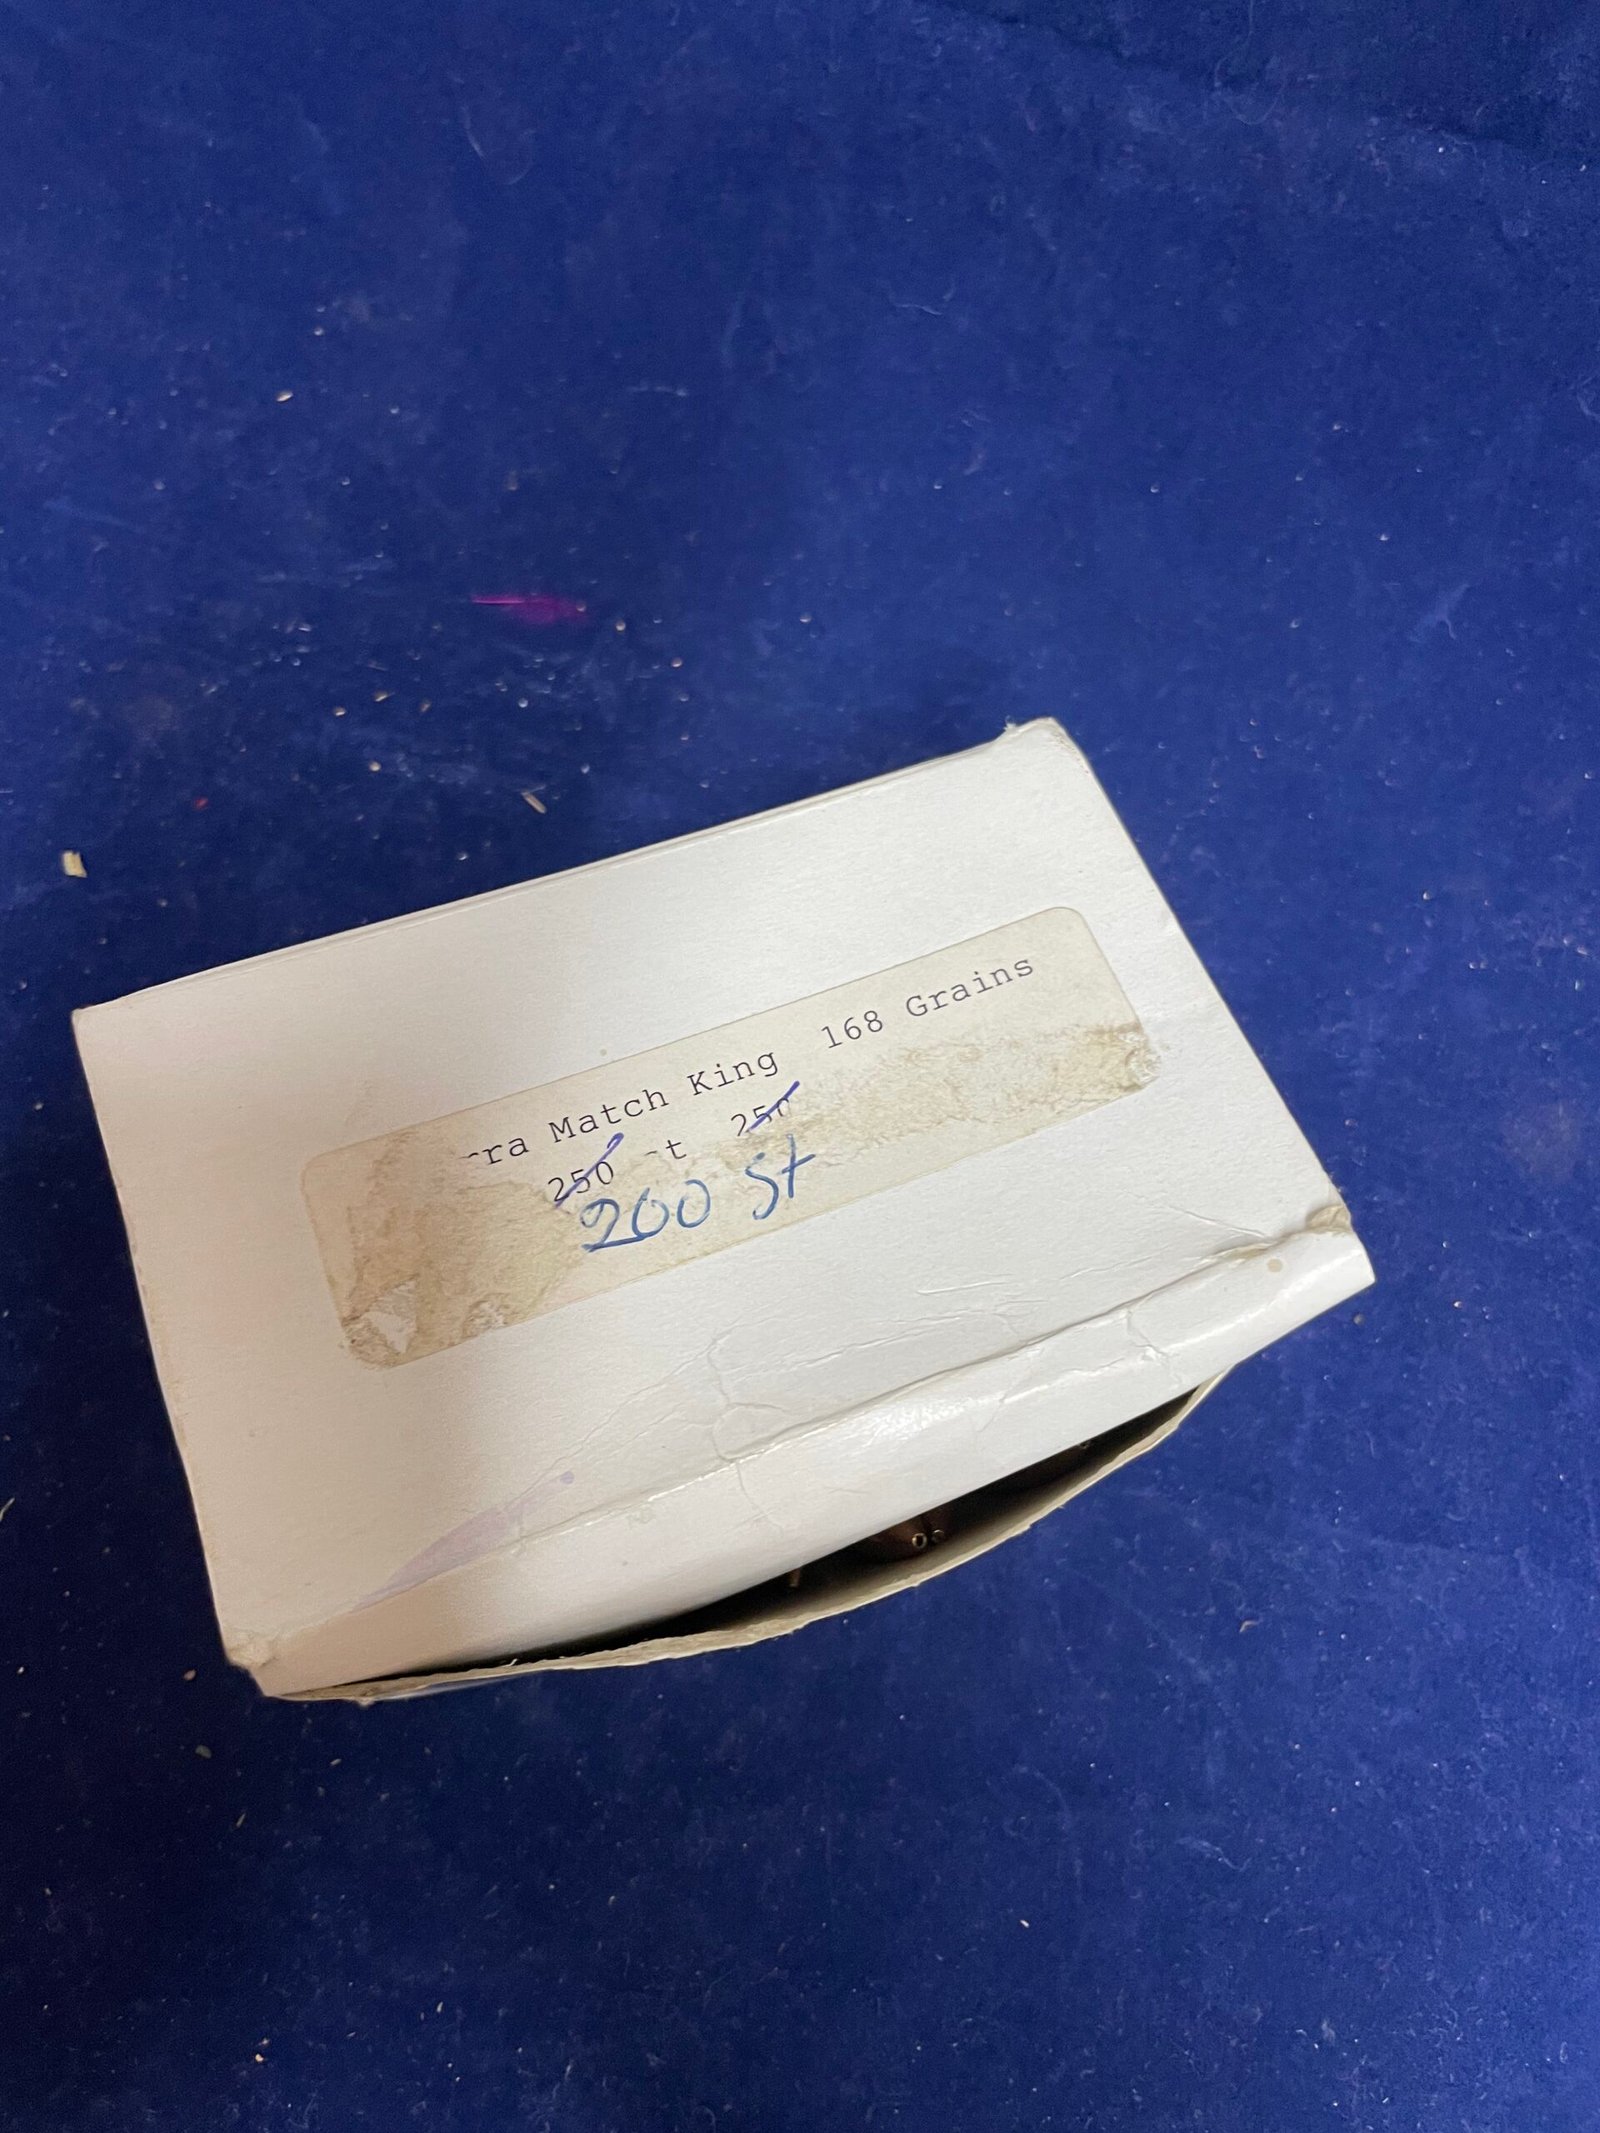 rra Match King 168 Grains
250 t 250
200 St